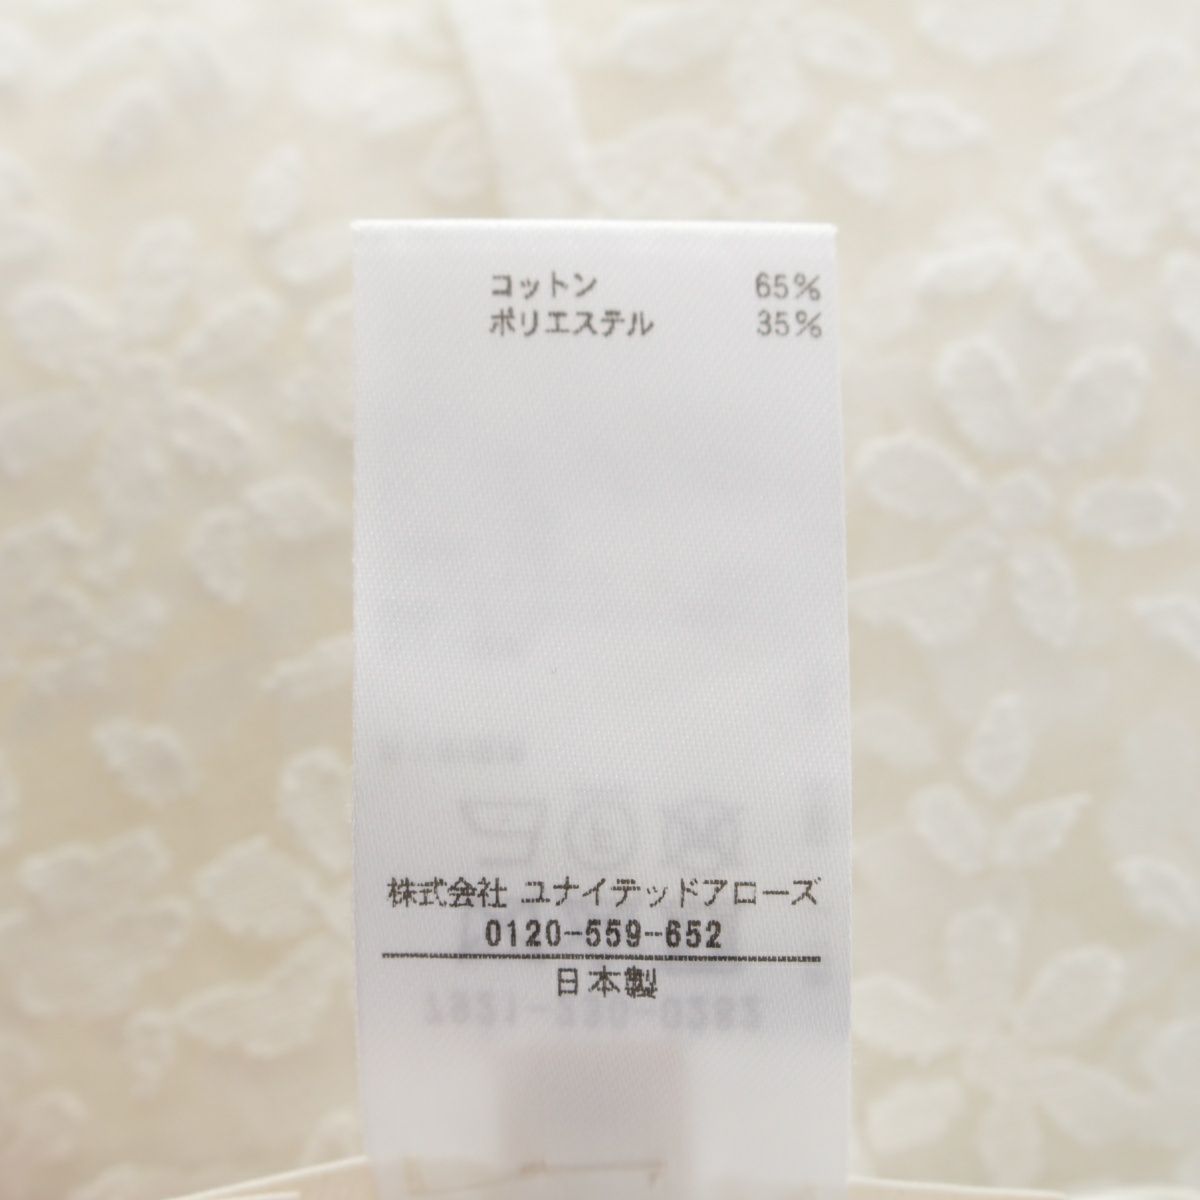 コットン 65%
ポリエステル 35%
株式会社 ユナイテッドアローズ
0120-559-652
日本製